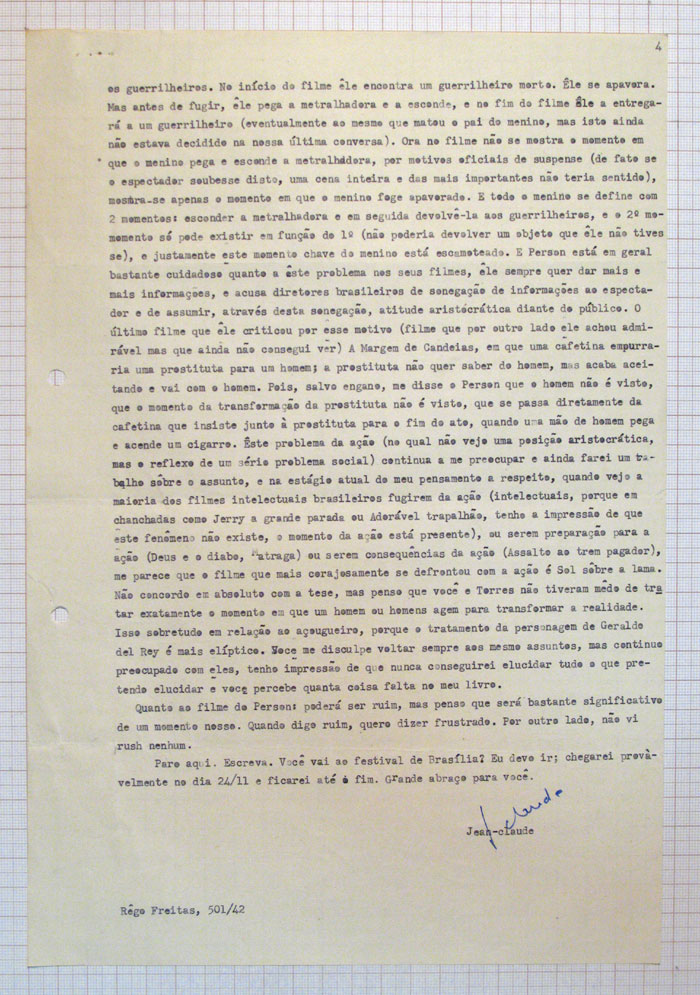 4
os guerrilheiros. No início do filme êle encontra um guerrilheiro morto. Êle se apavora.
Mas antes de fugir, êle pega a metralhadora e a esconde, e no fim do filme êle a entrega-
rá a um guerrilheiro (eventualmente ao mesmo que matou o pai do menino, mas isto ainda
não estava decidido na nossa última conversa). Ora no filme não se mostra o momento em
que o menino pega e esconde a metralhadora, por motivos oficiais de suspense (de fato se
o espectador soubesse disto, uma cena inteira e das mais importantes não teria sentido),
mostra-se apenas o momento em que o menino foge apavorado. E todo o menino se define com
2 momentos: esconder a metralhadora e em seguida devolvê-la aos guerrilheiros, e o 2º mo-
momento só pode existir em função do 1º (não poderia devolver um objeto que êle não tives
se), e justamente este momento chave do menino está escamoteado. E Person está em geral
bastante cuidadoso quanto a êste problema nos seus filmes, êle sempre quer dar mais e
mais informações, e acusa diretores brasileiros de sonegação de informações ao especta-
dor e de assumir, através desta sonegação, atitude aristocrática diante do público. O
último filme que êle criticou por esse motivo (filme que por outro lado ele achou admi-
rável mas que ainda não consegui ver) A Margem de Candeias, em que uma cafetina empurra-
ria uma prostituta para um homem; a prostituta não quer saber do homem, mas acaba acei-
tando e vai com o homem. Pois, salvo engano, me disse o Person que o homem não é visto,
que o momento da transformação da prostituta não é visto, que se passa diretamente da
cafetina que insiste junto à prostituta para o fim do ato, quando uma mão de homem pega
e acende um cigarro. Êste problema da ação (no qual não vejo uma posição aristocrática,
mas o reflexo de um sério problema social) continua a me preocupar e ainda farei um tra-
balho sôbre o assunto, e na estágio atual do meu pensamento a respeito, quando vejo a
maioria dos filmes intelectuais brasileiros fugirem da ação (intelectuais, porque em
chanchadas como Jerry a grande parada ou Adorável trapalhão, tenho a impressão de que
este fenômeno não existe, o momento da ação está presente), ou serem preparação para a
ação (Deus e o diabo, Matraga) ou serem consequências da ação (Assalto ao trem pagador),
me parece que o filme que mais corajosamente se defrontou com a ação é Sol sôbre a lama.
Não concordo em absoluto com a tese, mas penso que você e Torres não tiveram mêdo de tra
tar exatamente o momento em que um homem ou homens agem para transformar a realidade.
Isso sobretudo em relação ao açougueiro, porque o tratamento da personagem de Geraldo
del Rey é mais elíptico. Voce me disculpe voltar sempre aos mesmo assuntos, mas continuo
preocupado com eles, tenho impressão de que nunca conseguirei elucidar tudo o que pre-
tendo elucidar e voce percebe quanta coisa falta no meu livro.
Quanto ao filme do Person: poderá ser ruim, mas penso que será bastante significativo
de um momento nosso. Quando digo ruim, quero dizer frustrado. Por outro lado, não vi
rush nenhum.
Paro aqui. Escreva. Você vai ao festival de Brasília? Eu devo ir; chegarei provà-
velmente no dia 24/11 e ficarei até o fim. Grande abraço para você.
Jean-claude
Rêgo Freitas, 501/42